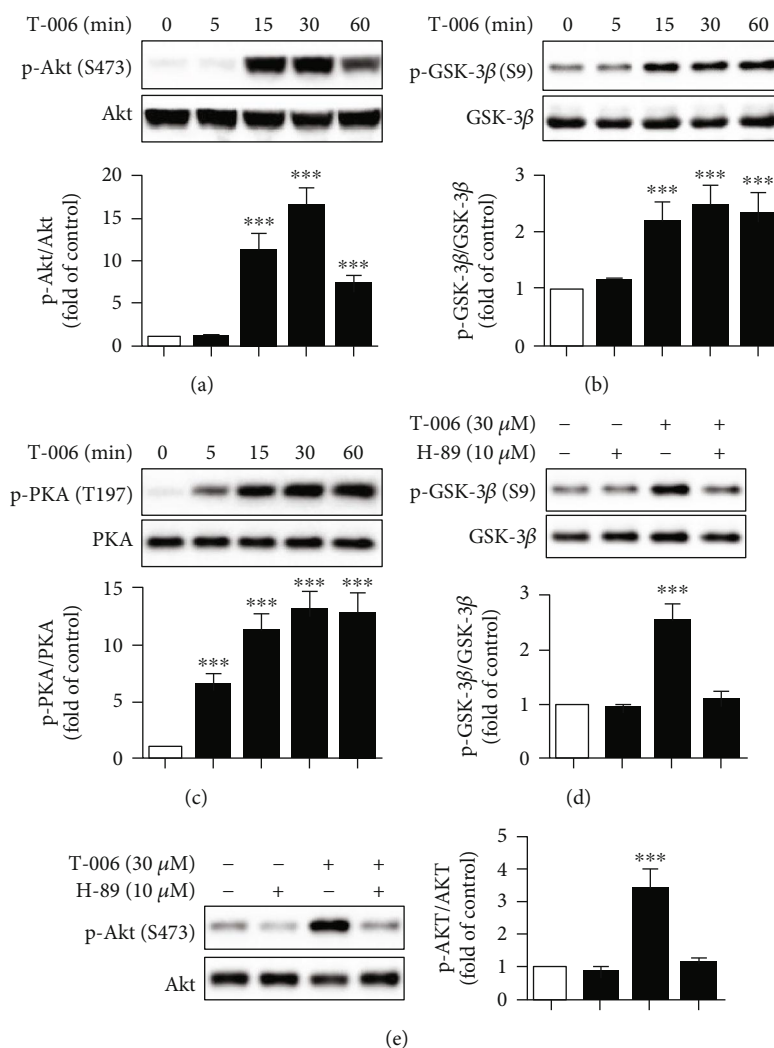 T-006 (min) 0 5 15 30 60
p-Akt (S473)
Akt
p-Akt/Akt
(fold of control)
20
15
10
5
0
***
***
***
(a)
T-006 (min) 0 5 15 30 60
p-GSK-3β (S9)
GSK-3β
p-GSK-3β/GSK-3β
(fold of control)
3
2
1
0
***
***
***
(b)
T-006 (min) 0 5 15 30 60
p-PKA (T197)
PKA
p-PKA/PKA
(fold of control)
15
10
5
0
***
***
***
***
(c)
T-006 (30 μM) – – + +
H-89 (10 μM) – + – +
p-GSK-3β (S9)
GSK-3β
p-GSK-3β/GSK-3β
(fold of control)
3
2
1
0
***
(d)
T-006 (30 μM) – – + +
H-89 (10 μM) – + – +
p-Akt (S473)
Akt
p-AKT/AKT
(fold of control)
5
4
3
2
1
0
***
(e)